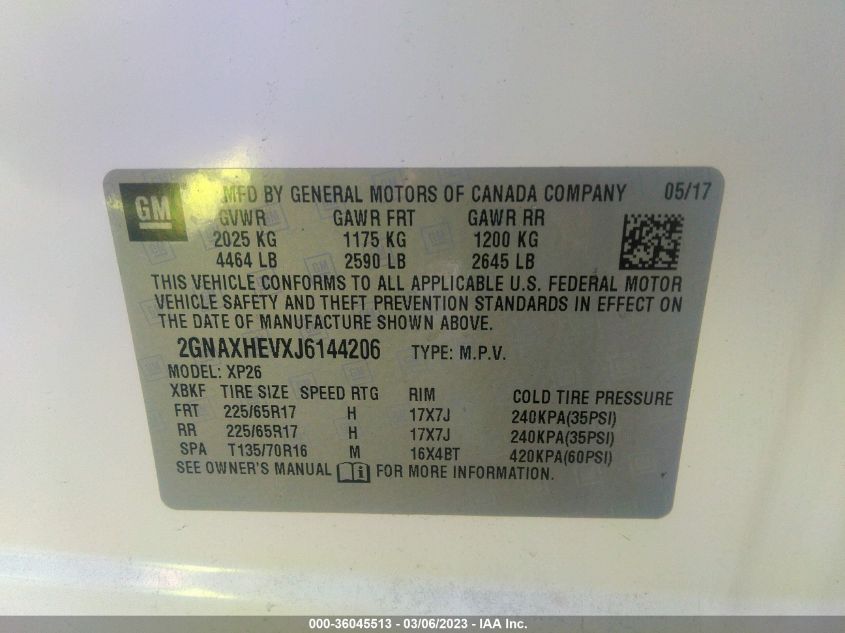 GM
MFD BY GENERAL MOTORS OF CANADA COMPANY 05/17
GVWR GAWR FRT GAWR RR
2025 KG 1175 KG 1200 KG
4464 LB 2590 LB 2645 LB
THIS VEHICLE CONFORMS TO ALL APPLICABLE U.S. FEDERAL MOTOR
VEHICLE SAFETY AND THEFT PREVENTION STANDARDS IN EFFECT ON
THE DATE OF MANUFACTURE SHOWN ABOVE.
2GNAXHEVXJ6144206 TYPE: M.P.V.
MODEL: XP26
XBKF TIRE SIZE SPEED RTG RIM COLD TIRE PRESSURE
FRT 225/65R17 H 17X7J 240KPA(35PSI)
RR 225/65R17 H 17X7J 240KPA(35PSI)
SPA T135/70R16 M 16X4BT 420KPA(60PSI)
SEE OWNER'S MANUAL FOR MORE INFORMATION.
000-36045513 - 03/06/2023 - IAA Inc.